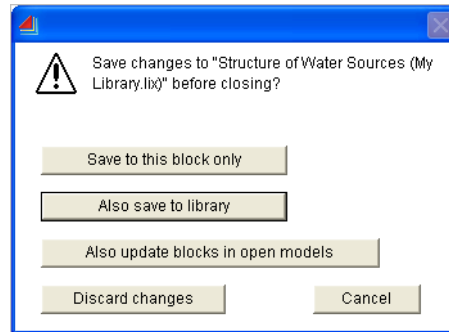 Save changes to "Structure of Water Sources (My
Library.lix)" before closing?
Save to this block only
Also save to library
Also update blocks in open models
Discard changes
Cancel